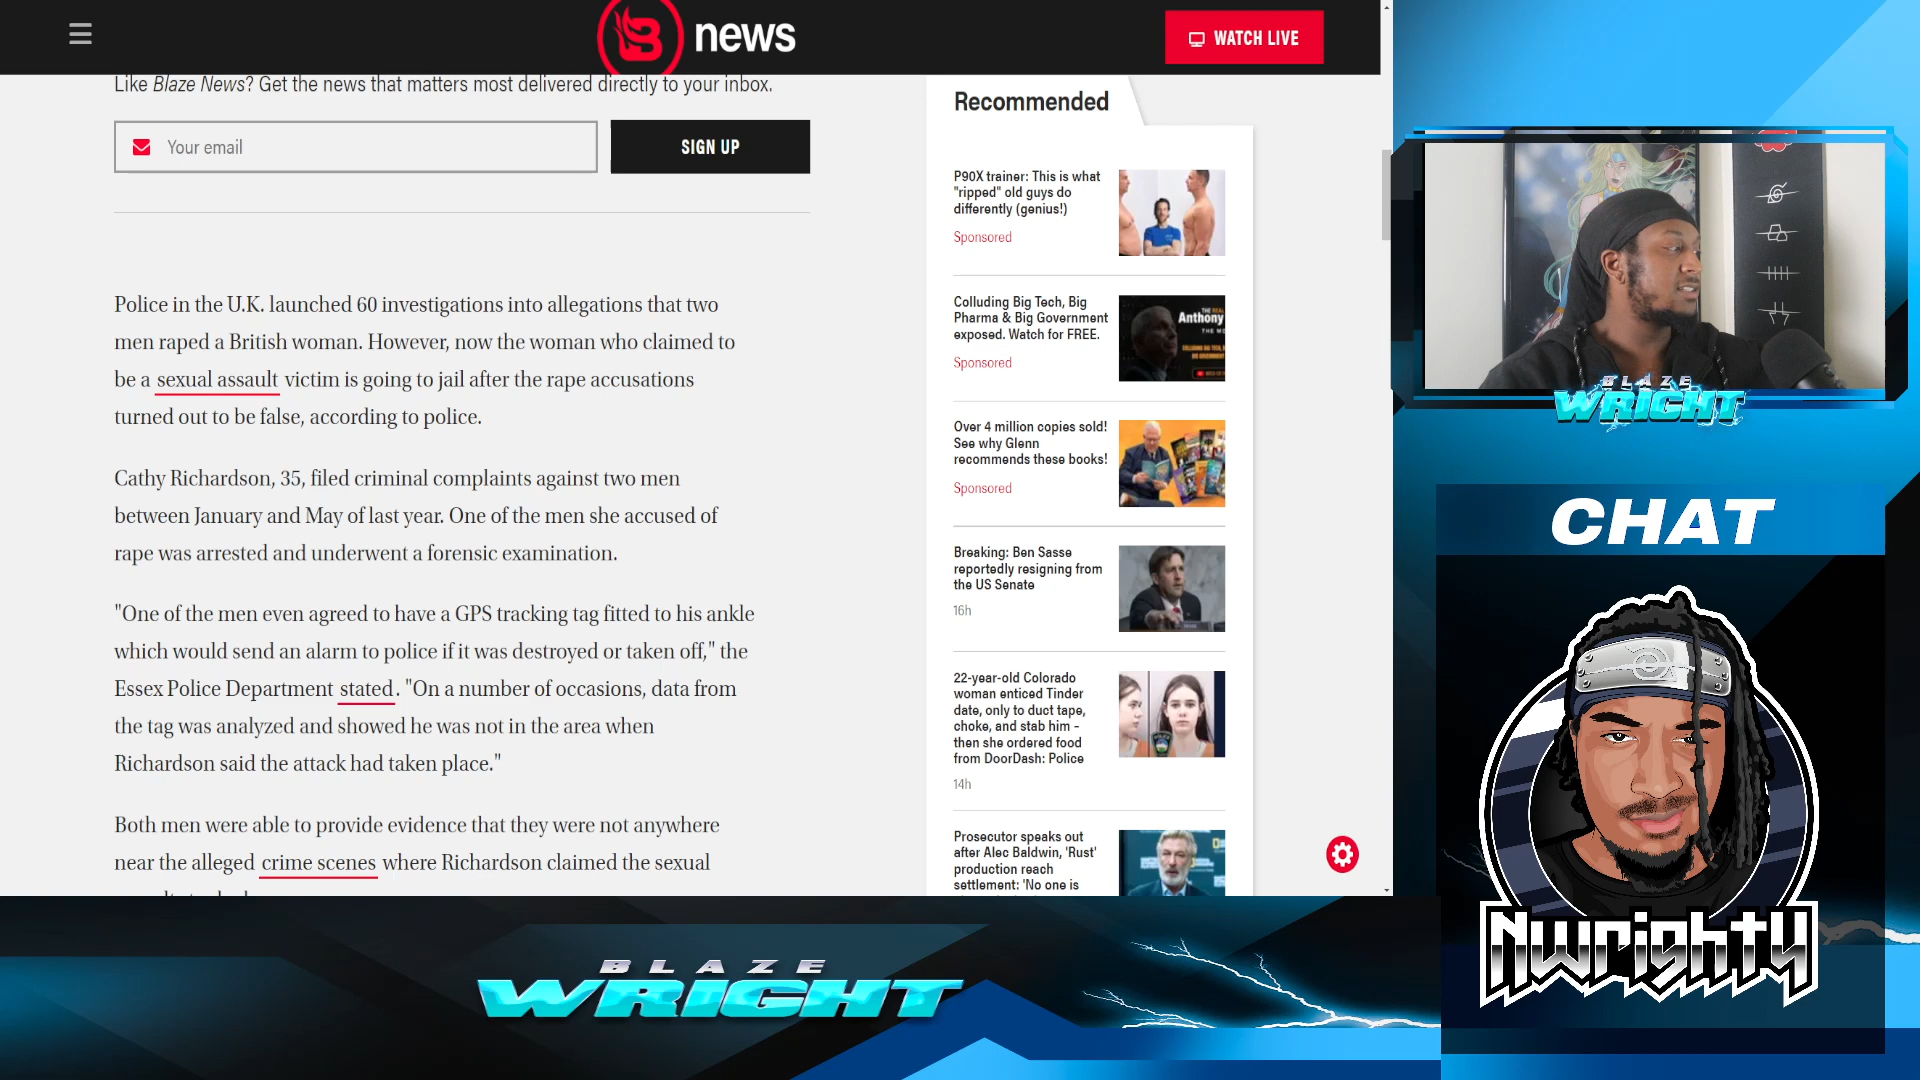 news
WATCH LIVE
Like Blaze News? Get the news that matters most delivered directly to your inbox.
Your email
SIGN UP
Police in the U.K. launched 60 investigations into allegations that two
men raped a British woman. However, now the woman who claimed to
be a sexual assault victim is going to jail after the rape accusations
turned out to be false, according to police.
Cathy Richardson, 35, filed criminal complaints against two men
between January and May of last year. One of the men she accused of
rape was arrested and underwent a forensic examination.
"One of the men even agreed to have a GPS tracking tag fitted to his ankle
which would send an alarm to police if it was destroyed or taken off," the
Essex Police Department stated. "On a number of occasions, data from
the tag was analyzed and showed he was not in the area when
Richardson said the attack had taken place."
Both men were able to provide evidence that they were not anywhere
near the alleged crime scenes where Richardson claimed the sexual
Recommended
P90X trainer: This is what
"ripped" old guys do
differently (genius!)
Sponsored
Colluding Big Tech, Big
Pharma & Big Government
exposed. Watch for FREE.
Sponsored
Anthony
Over 4 million copies sold!
See why Glenn
recommends these books!
Sponsored
Breaking: Ben Sasse
reportedly resigning from
the US Senate
16h
22-year-old Colorado
woman enticed Tinder
date, only to duct tape,
choke, and stab him -
then she ordered food
from DoorDash: Police
14h
Prosecutor speaks out
after Alec Baldwin, 'Rust'
production reach
settlement: 'No one is
BLAZE
WRIGHT
CHAT
Nwrighty
BLAZE
WRIGHT